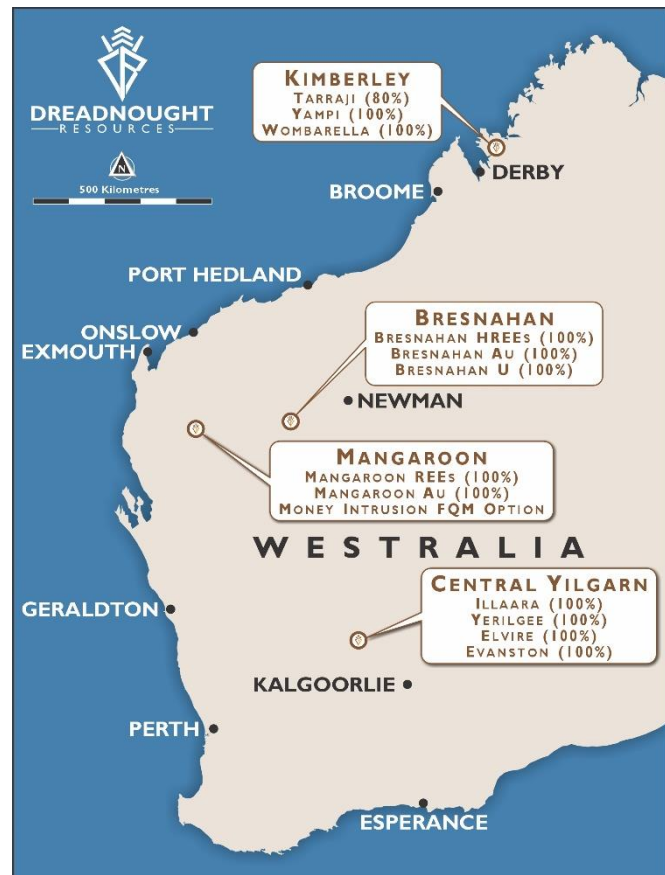 DREADNOUGHT
RESOURCES
N
500 Kilometres
KIMBERLEY
TARRAJI (80%)
YAMPI (100%)
WOMBARELLA (100%)
DERBY
BROOME
PORT HEDLAND
ONSLOW
EXMOUTH
BRESNAHAN
BRESNAHAN HREES (100%)
BRESNAHAN AU (100%)
BRESNAHAN U (100%)
NEWMAN
MANGAROON
MANGAROON REES (100%)
MANGAROON AU (100%)
MONEY INTRUSION FQM OPTION
WESTRALIA
CENTRAL YILGARN
ILLAARA (100%)
YERILGEE (100%)
ELVIRE (100%)
EVANSTON (100%)
GERALDTON
KALGOORLIE
PERTH
ESPERANCE